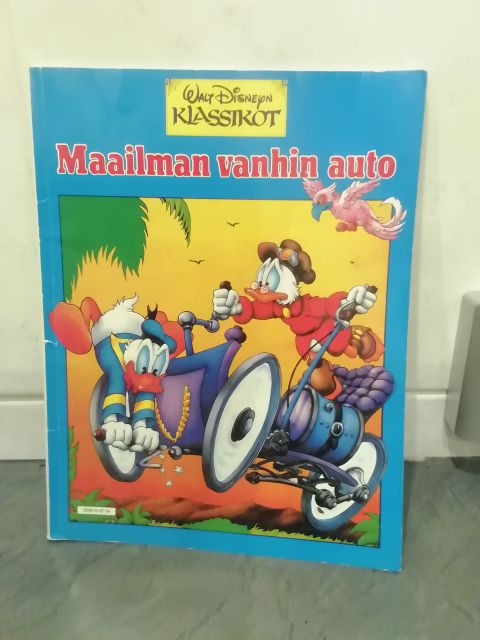 Walt Disneyn
KLASSIKOT
Maailman vanhin auto